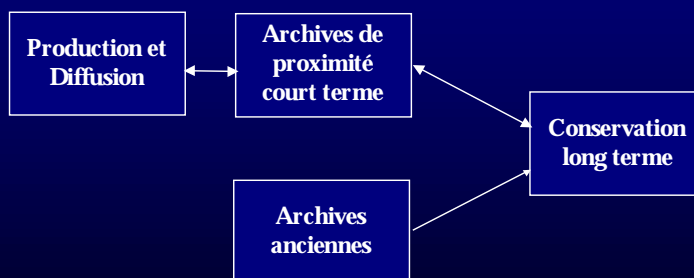 Production et
Diffusion
Archives de
proximité
court terme
Conservation
long terme
Archives
anciennes